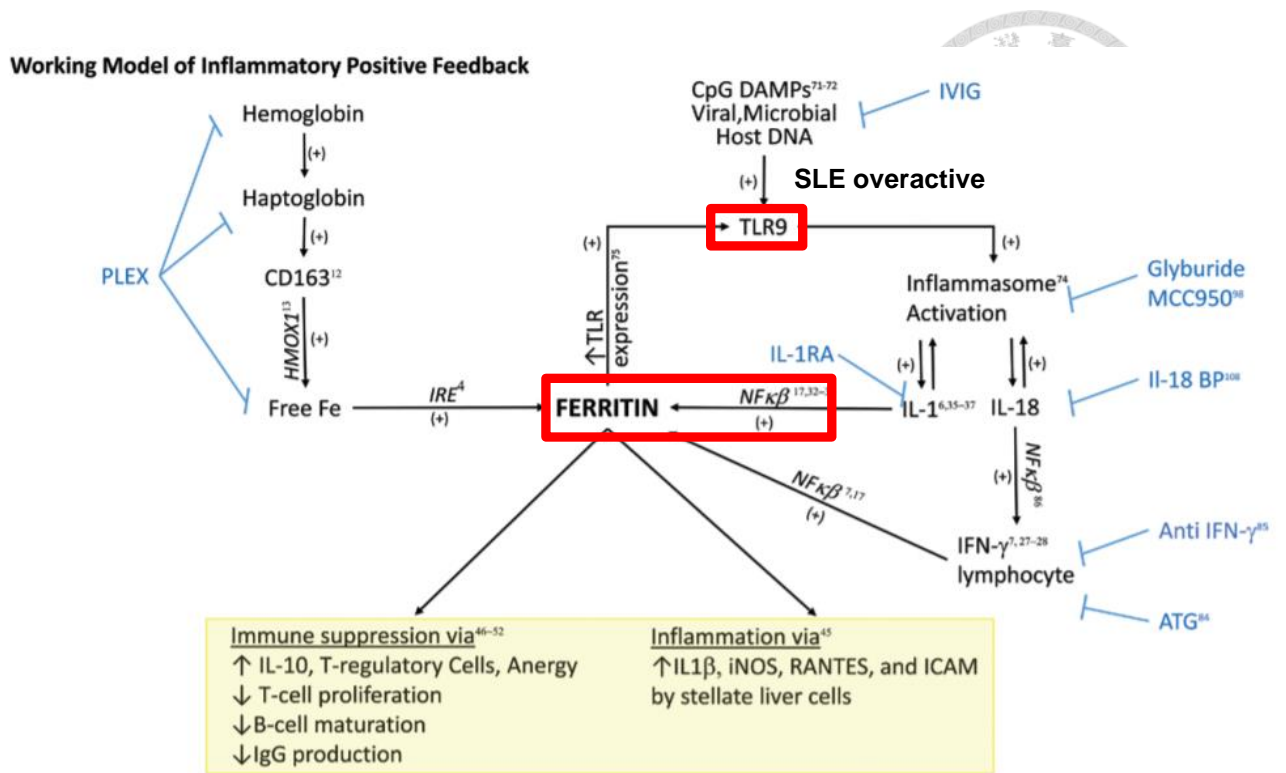 Working Model of Inflammatory Positive Feedback
Hemoglobin
(+)
Haptoglobin
(+)
CD163¹²
HMOX1¹³
(+)
Free Fe
PLEX
IRE⁴
(+)
FERRITIN
(+)
↑TLR
expression⁷⁵
CpG DAMPs⁷¹⁻⁷²
Viral,Microbial
Host DNA
IVIG
(+)
SLE overactive
TLR9
(+)
Inflammasome⁷⁴
Activation
Glyburide
MCC950⁹⁸
(+)
(+)
IL-1RA
Il-18 BP¹⁰⁸
NFκβ ¹⁷,³²⁻
(+)
IL-1⁶,³⁵⁻³⁷
IL-18
(+)
NFκβ⁸⁶
NFκβ ⁷,¹⁷
(+)
IFN-γ⁷,²⁷⁻²⁸
lymphocyte
Anti IFN-γ⁸⁵
ATG⁸⁴
Immune suppression via⁴⁶⁻⁵²
↑ IL-10, T-regulatory Cells, Anergy
↓ T-cell proliferation
↓B-cell maturation
↓IgG production
Inflammation via⁴⁵
↑IL1β, iNOS, RANTES, and ICAM
by stellate liver cells